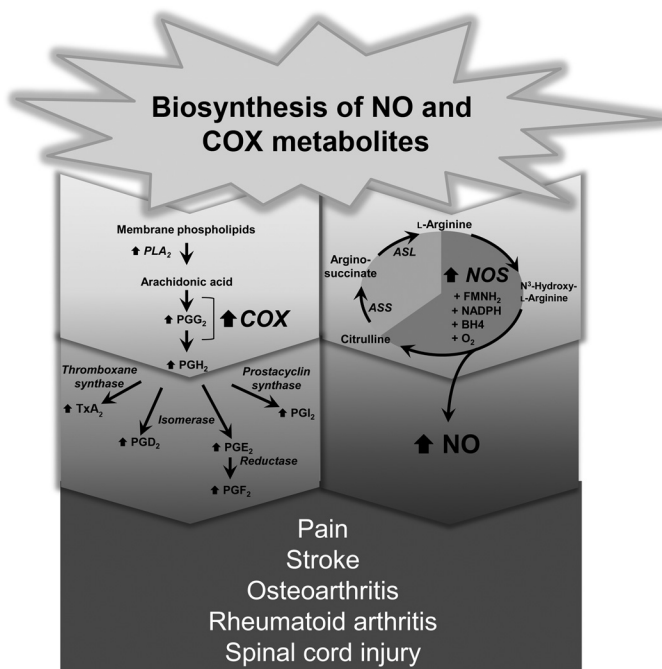 Biosynthesis of NO and
COX metabolites
Membrane phospholipids
⬆ PLA₂
Arachidonic acid
⬆ PGG₂
⬆ COX
⬆ PGH₂
Thromboxane
synthase
Prostacyclin
synthase
⬆ TxA₂
Isomerase
⬆ PGI₂
⬆ PGD₂
⬆ PGE₂
Reductase
⬆ PGF₂
L-Arginine
ASL
Argino-
succinate
⬆ NOS
N³-Hydroxy-
L-Arginine
+ FMNH₂
+ NADPH
+ BH4
+ O₂
ASS
Citrulline
⬆ NO
Pain
Stroke
Osteoarthritis
Rheumatoid arthritis
Spinal cord injury